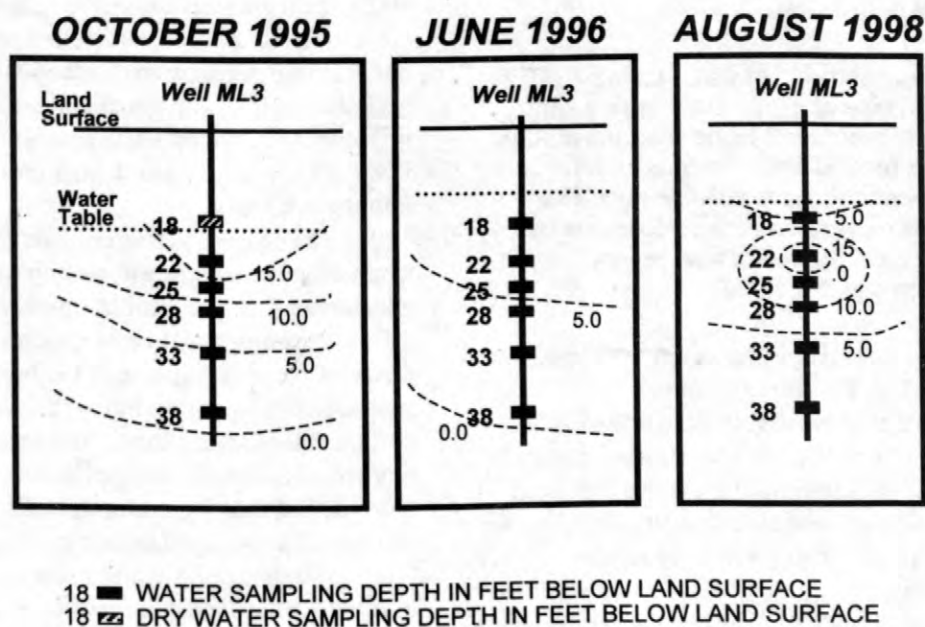 OCTOBER 1995
Well ML3
Land
Surface
Water
Table
18
22
15.0
25
10.0
28
33
5.0
38
0.0
JUNE 1996
Well ML3
18
22
25
28
5.0
33
38
0.0
AUGUST 1998
Well ML3
18
5.0
15
22
0
25
10.0
28
33
5.0
38
18 WATER SAMPLING DEPTH IN FEET BELOW LAND SURFACE
18 DRY WATER SAMPLING DEPTH IN FEET BELOW LAND SURFACE